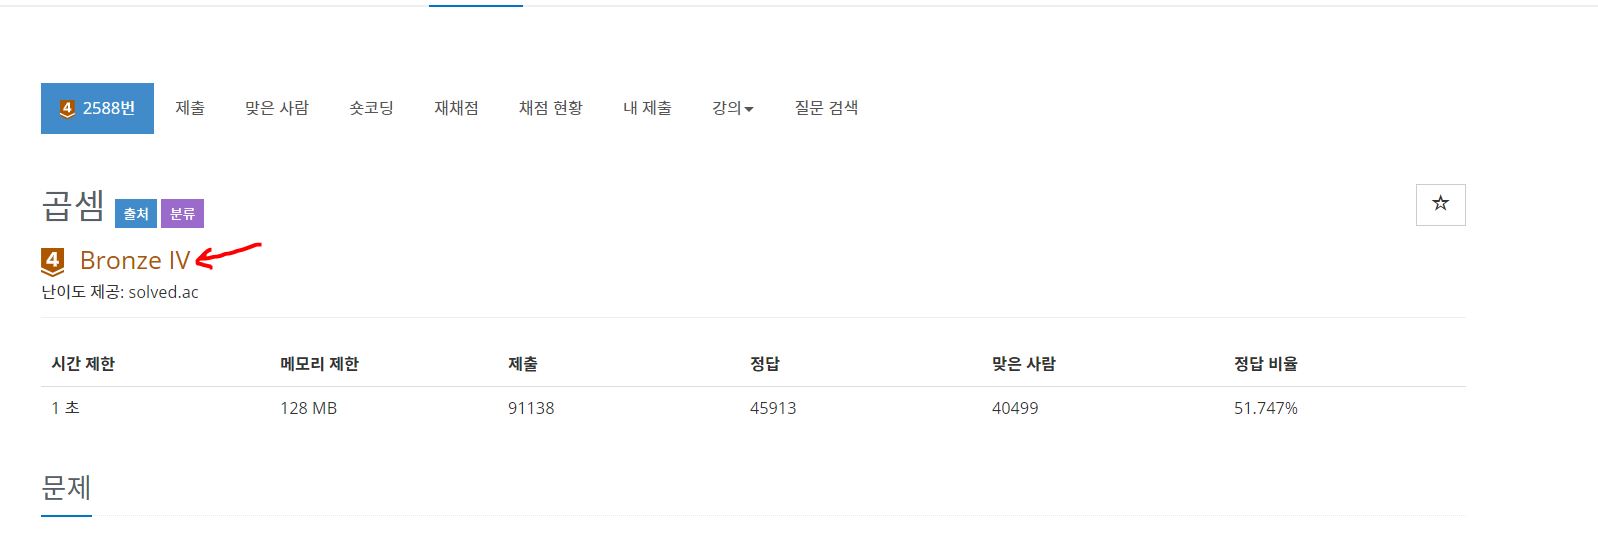 4 2588번 제출 맞은 사람 숏코딩 재채점 채점 현황 내 제출 강의 질문 검색
곱셈 출처 분류
4 Bronze IV
난이도 제공: solved.ac
시간 제한 메모리 제한 제출 정답 맞은 사람 정답 비율
1 초 128 MB 91138 45913 40499 51.747%
문제